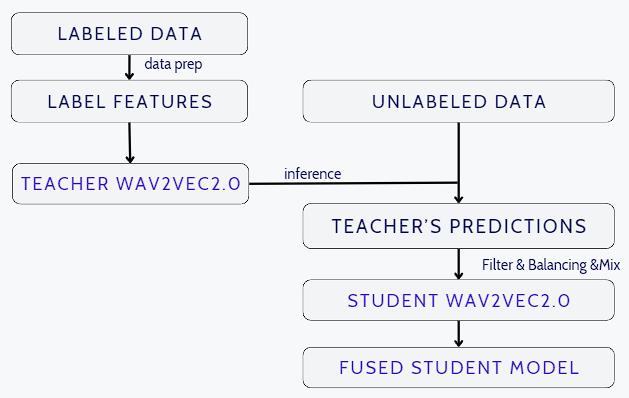 LABELED DATA
data prep
LABEL FEATURES
UNLABELED DATA
TEACHER WAV2VEC2.0
inference
TEACHER'S PREDICTIONS
Filter & Balancing &Mix
STUDENT WAV2VEC2.0
FUSED STUDENT MODEL